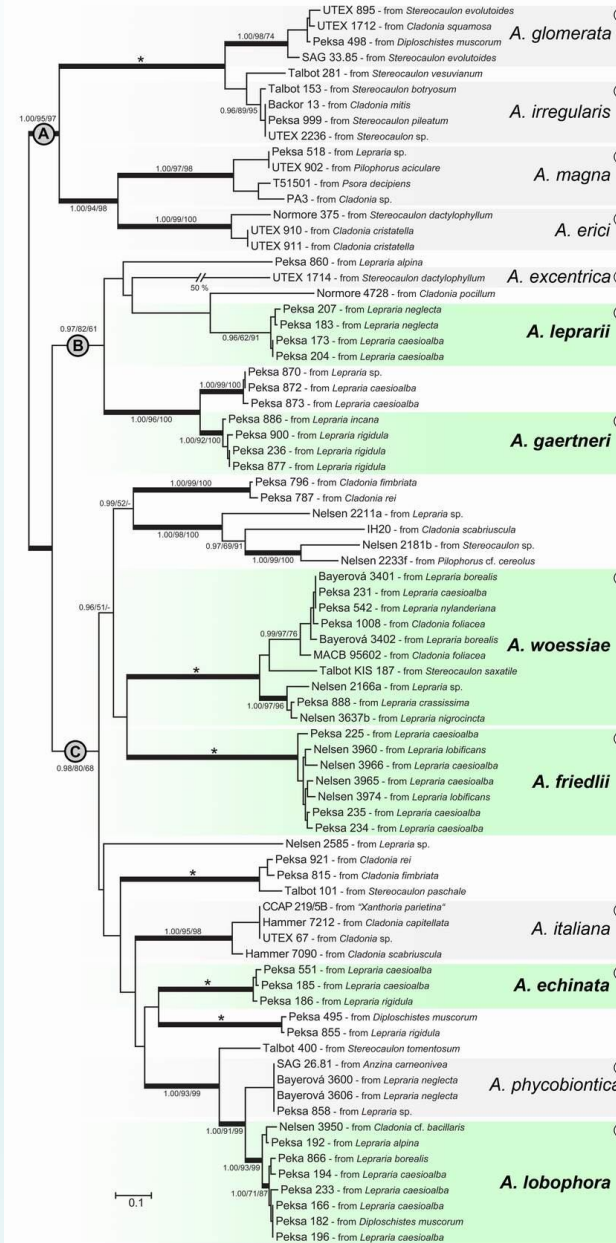 UTEX 895 - from Stereocaulon evolutoides
UTEX 1712 - from Cladonia squamosa
Peksa 498 - from Diploschistes muscorum
SAG 33.85 - from Stereocaulon evolutoides
1.00/98/74
A. glomerata
*
Talbot 281 - from Stereocaulon vesuvianum
Talbot 153 - from Stereocaulon botryosum
Backor 13 - from Cladonia mitis
Peksa 999 - from Stereocaulon pileatum
UTEX 2236 - from Stereocaulon sp.
0.96/89/95
A. irregularis
1.00/95/97
A
Peksa 518 - from Lepraria sp.
UTEX 902 - from Pilophorus aciculare
T51501 - from Psora decipiens
PA3 - from Cladonia sp.
1.00/97/98
A. magna
1.00/94/98
Normore 375 - from Stereocaulon dactylophyllum
UTEX 910 - from Cladonia cristatella
UTEX 911 - from Cladonia cristatella
1.00/99/100
A. erici
Peksa 860 - from Lepraria alpina
UTEX 1714 - from Stereocaulon dactylophyllum
50 %
A. excentrica
Normore 4728 - from Cladonia pocillum
Peksa 207 - from Lepraria neglecta
Peksa 183 - from Lepraria neglecta
Peksa 173 - from Lepraria caesioalba
Peksa 204 - from Lepraria caesioalba
0.96/62/91
A. leprarii
0.97/82/61
B
Peksa 870 - from Lepraria sp.
Peksa 872 - from Lepraria caesioalba
Peksa 873 - from Lepraria caesioalba
1.00/99/100
1.00/96/100
Peksa 886 - from Lepraria incana
Peksa 900 - from Lepraria rigidula
Peksa 236 - from Lepraria rigidula
Peksa 877 - from Lepraria rigidula
1.00/92/100
A. gaertneri
Peksa 796 - from Cladonia fimbriata
Peksa 787 - from Cladonia rei
1.00/99/100
0.99/52/-
Nelsen 2211a - from Lepraria sp.
IH20 - from Cladonia scabriuscula
Nelsen 2181b - from Stereocaulon sp.
Nelsen 2233f - from Pilophorus cf. cereolus
1.00/98/100
0.97/69/91
1.00/99/100
Bayerová 3401 - from Lepraria borealis
Peksa 231 - from Lepraria caesioalba
Peksa 542 - from Lepraria nylanderiana
Peksa 1008 - from Cladonia foliacea
Bayerová 3402 - from Lepraria borealis
MACB 95602 - from Cladonia foliacea
Talbot KIS 187 - from Stereocaulon saxatile
Nelsen 2166a - from Lepraria sp.
Peksa 888 - from Lepraria crassissima
Nelsen 3637b - from Lepraria nigrocincta
0.96/51/-
0.99/97/76
*
1.00/97/96
A. woessiae
Peksa 225 - from Lepraria caesioalba
Nelsen 3960 - from Lepraria lobificans
Nelsen 3966 - from Lepraria caesioalba
Nelsen 3965 - from Lepraria caesioalba
Nelsen 3974 - from Lepraria lobificans
Peksa 235 - from Lepraria caesioalba
Peksa 234 - from Lepraria caesioalba
*
A. friedlii
C
0.98/80/68
Nelsen 2585 - from Lepraria sp.
Peksa 921 - from Cladonia rei
Peksa 815 - from Cladonia fimbriata
Talbot 101 - from Stereocaulon paschale
*
CCAP 219/5B - from "Xanthoria parietina"
Hammer 7212 - from Cladonia capitellata
UTEX 67 - from Cladonia sp.
Hammer 7090 - from Cladonia scabriuscula
1.00/95/98
A. italiana
Peksa 551 - from Lepraria caesioalba
Peksa 185 - from Lepraria caesioalba
Peksa 186 - from Lepraria rigidula
*
A. echinata
Peksa 495 - from Diploschistes muscorum
Peksa 855 - from Lepraria rigidula
*
Talbot 400 - from Stereocaulon tomentosum
1.00/93/99
SAG 26.81 - from Anzina carneonivea
Bayerová 3600 - from Lepraria neglecta
Bayerová 3606 - from Lepraria neglecta
Peksa 858 - from Lepraria sp.
A. phycobiontica
1.00/91/99
Nelsen 3950 - from Cladonia cf. bacillaris
Peksa 192 - from Lepraria alpina
Peka 866 - from Lepraria borealis
Peksa 194 - from Lepraria caesioalba
Peksa 233 - from Lepraria caesioalba
Peksa 166 - from Lepraria caesioalba
Peksa 182 - from Diploschistes muscorum
Peksa 196 - from Lepraria caesioalba
1.00/93/99
1.00/71/87
A. lobophora
0.1